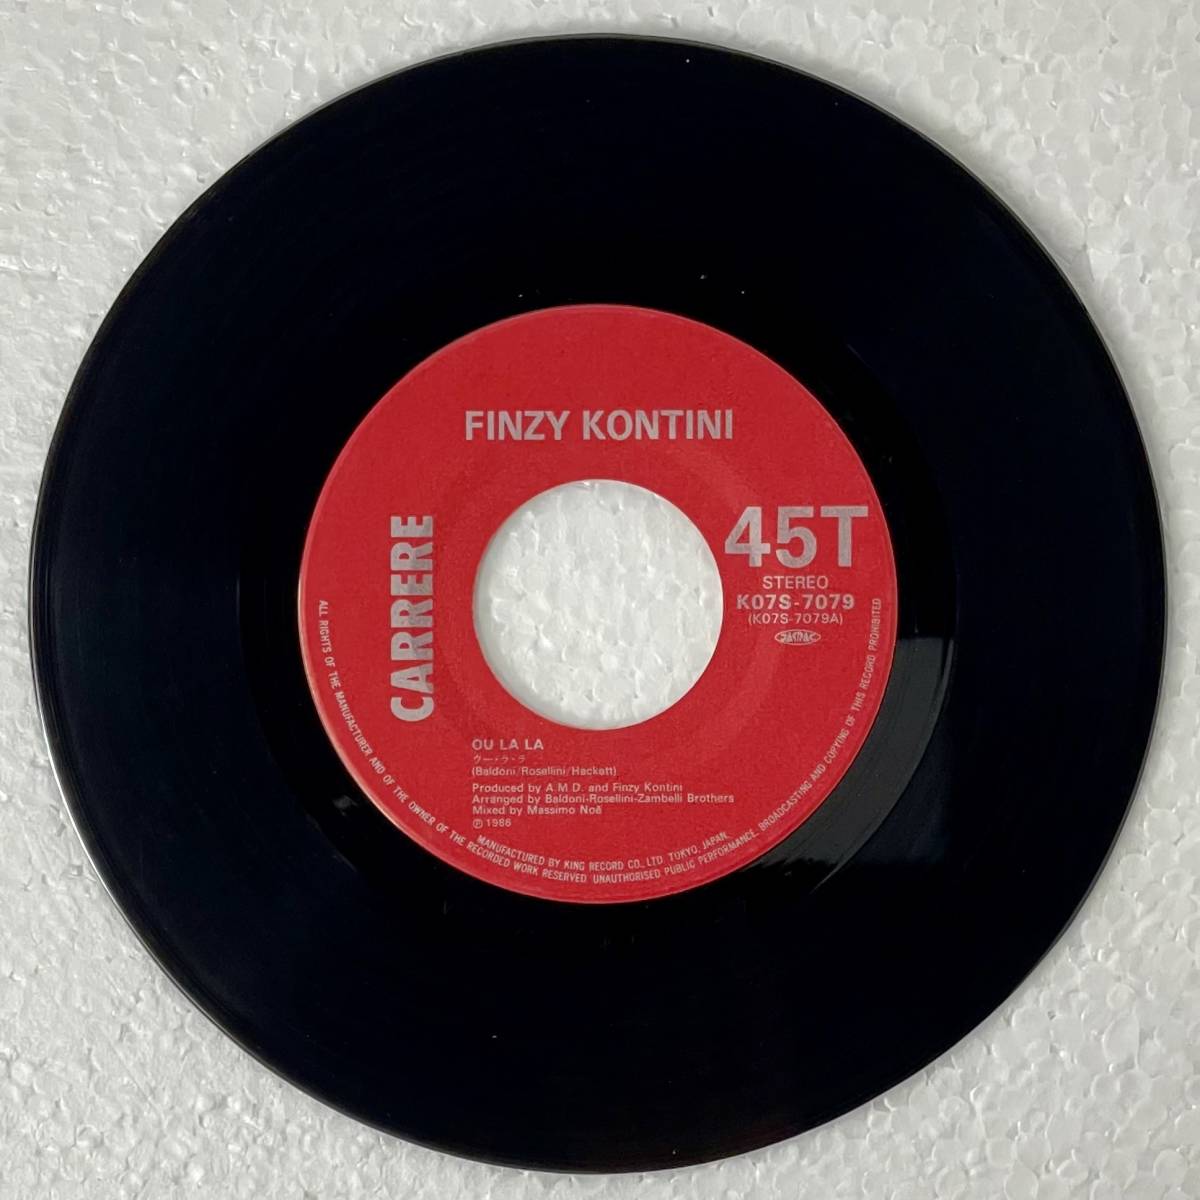 FINZY KONTINI
CARRERE
45T
STEREO
K07S-7079
(K07S-7079A)
OU LA LA
ウー・ラ・ラ
(Baldoni/Rosellini/Hackett)
Produced by A.M.D. and Finzy Kontini
Arranged by Baldoni-Rosellini-Zambelli Brothers
Mixed by Massimo Noè
℗ 1986
MANUFACTURED BY KING RECORD CO., LTD. TOKYO, JAPAN.
ALL RIGHTS OF THE MANUFACTURER AND OF THE OWNER OF THE RECORDED WORK RESERVED UNAUTHORISED PUBLIC PERFORMANCE, BROADCASTING AND COPYING OF THIS RECORD PROHIBITED